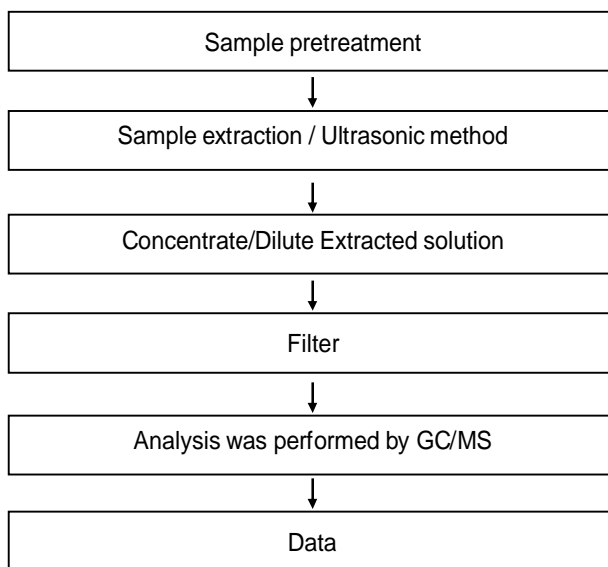 Sample pretreatment
Sample extraction / Ultrasonic method
Concentrate/Dilute Extracted solution
Filter
Analysis was performed by GC/MS
Data